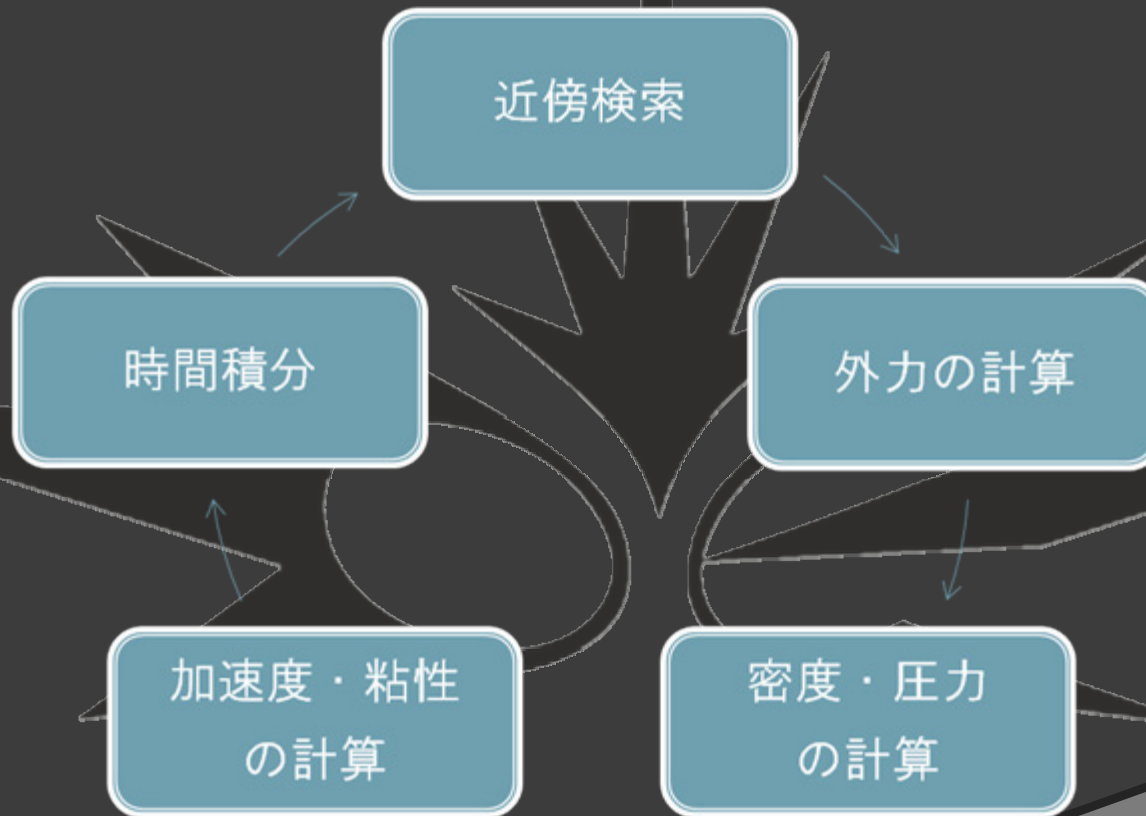 近傍検索
時間積分
外力の計算
加速度・粘性
の計算
密度・圧力
の計算